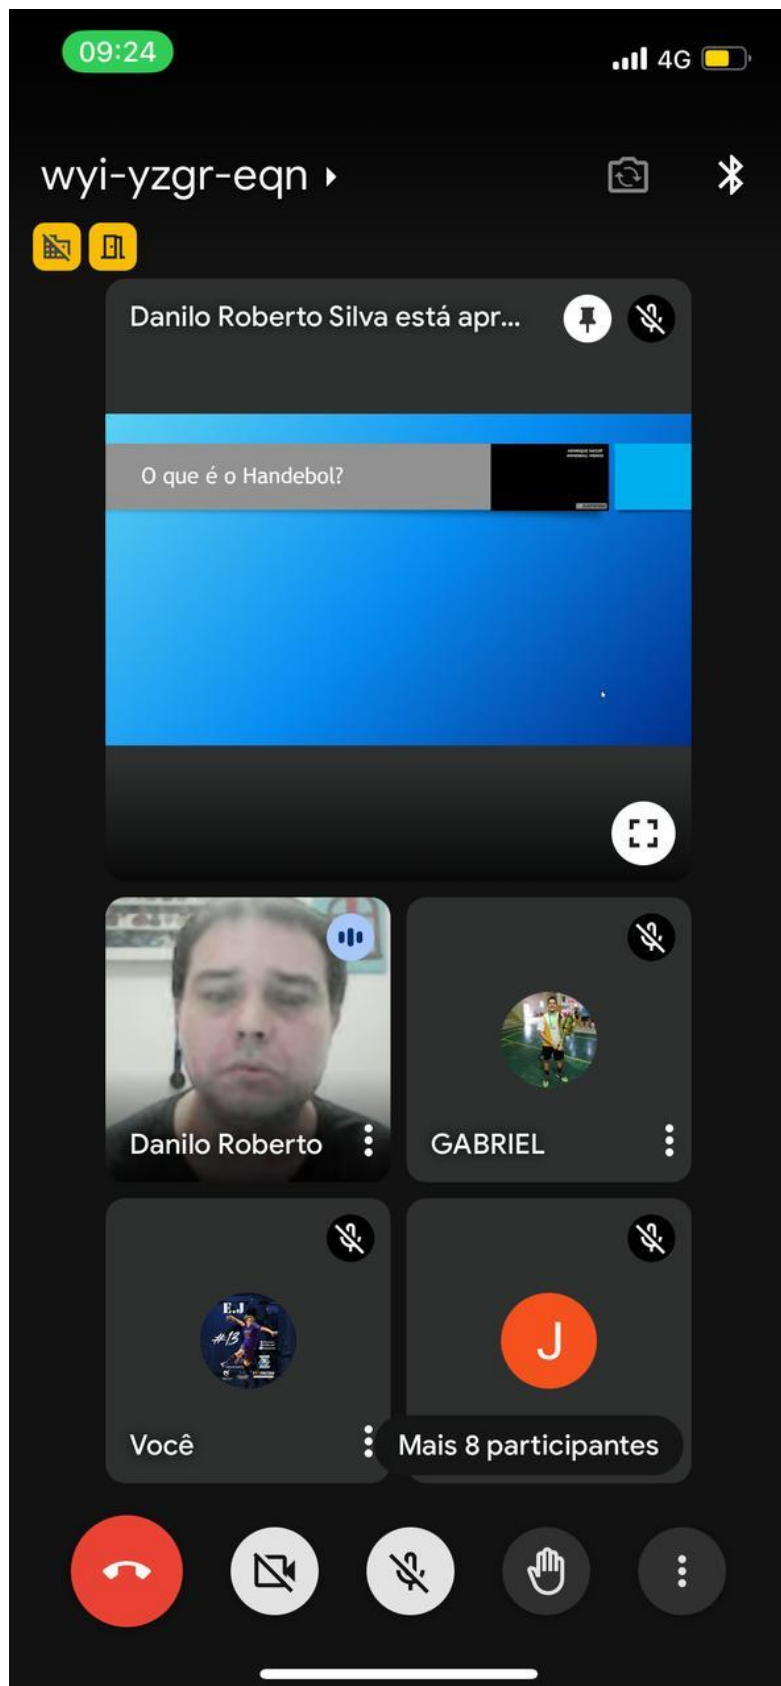 09:24
4G
wyi-yzgr-eqn
Danilo Roberto Silva está apr...
O que é o Handebol?
Danilo Roberto
GABRIEL
E.J
#13
J
Você
Mais 8 participantes